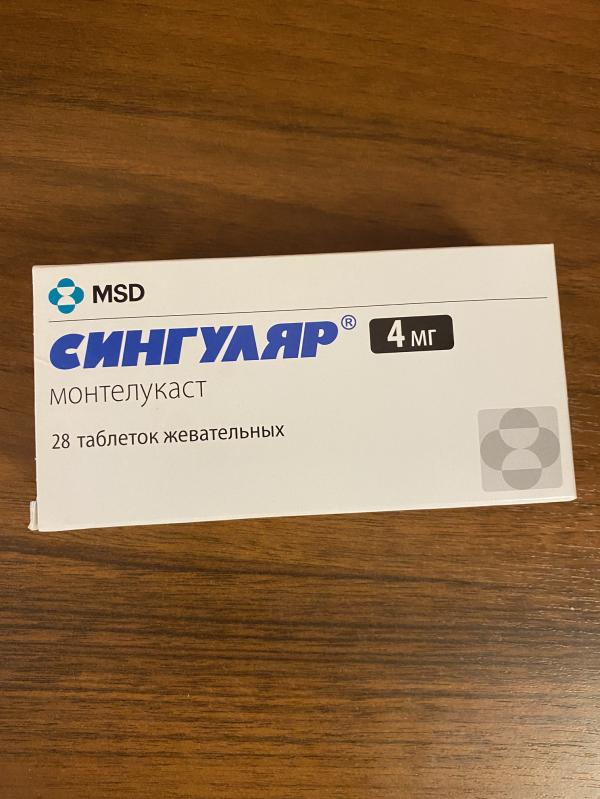 MSD
СИНГУЛЯР® 4 мг
монтелукаст
28 таблеток жевательных